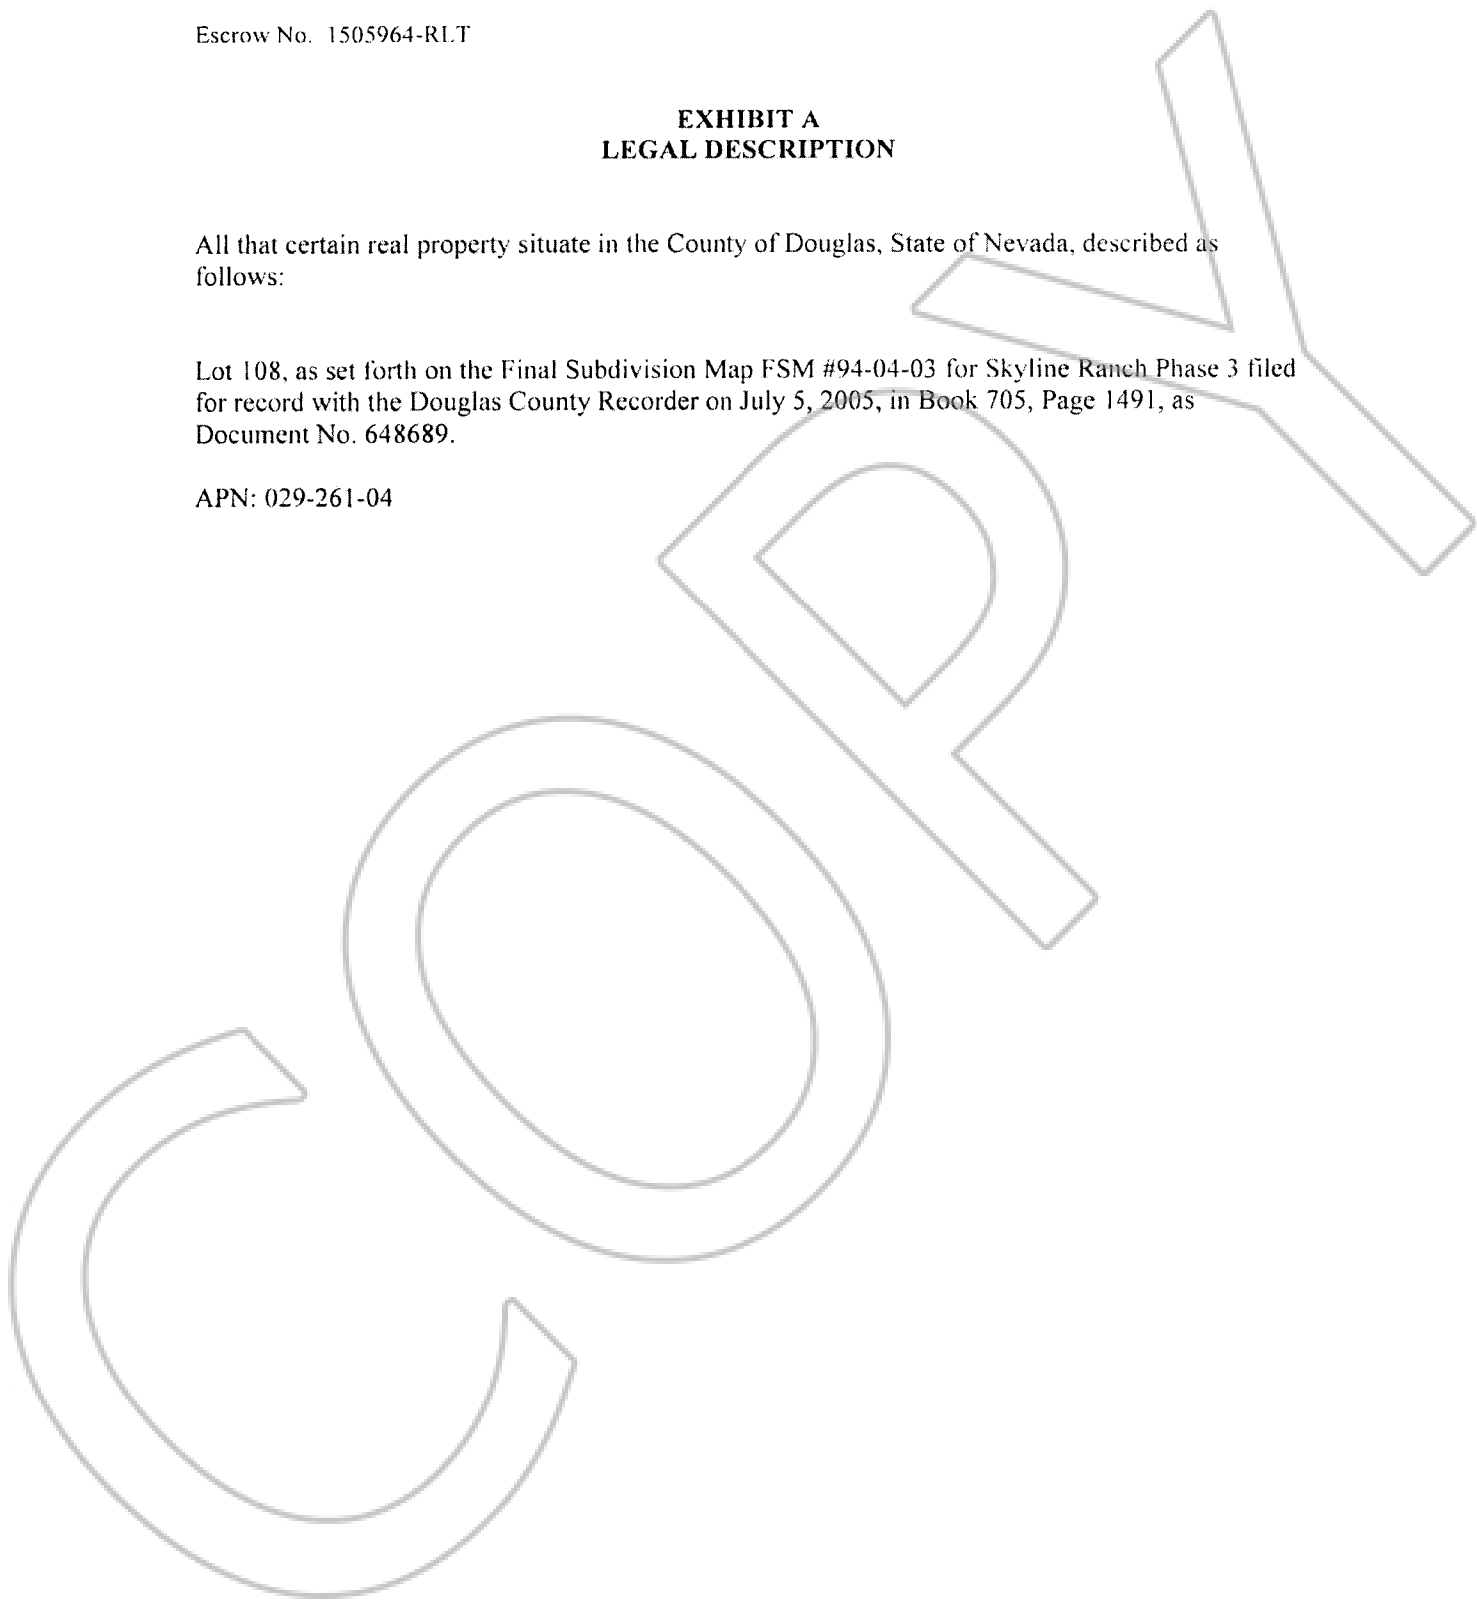 Escrow No. 1505964-RLT
EXHIBIT A
LEGAL DESCRIPTION
All that certain real property situate in the County of Douglas, State of Nevada, described as
follows:
Lot 108, as set forth on the Final Subdivision Map FSM #94-04-03 for Skyline Ranch Phase 3 filed
for record with the Douglas County Recorder on July 5, 2005, in Book 705, Page 1491, as
Document No. 648689.
APN: 029-261-04
COPY